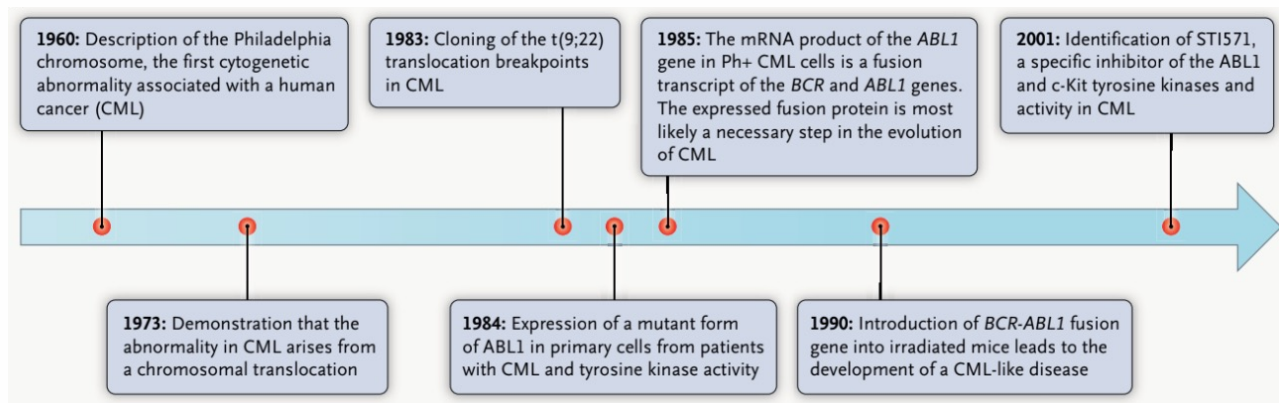 1960: Description of the Philadelphia
chromosome, the first cytogenetic
abnormality associated with a human
cancer (CML)
1983: Cloning of the t(9;22)
translocation breakpoints
in CML
1985: The mRNA product of the ABL1
gene in Ph+ CML cells is a fusion
transcript of the BCR and ABL1 genes.
The expressed fusion protein is most
likely a necessary step in the evolution
of CML
2001: Identification of STI571,
a specific inhibitor of the ABL1
and c-Kit tyrosine kinases and
activity in CML
1973: Demonstration that the
abnormality in CML arises from
a chromosomal translocation
1984: Expression of a mutant form
of ABL1 in primary cells from patients
with CML and tyrosine kinase activity
1990: Introduction of BCR-ABL1 fusion
gene into irradiated mice leads to the
development of a CML-like disease